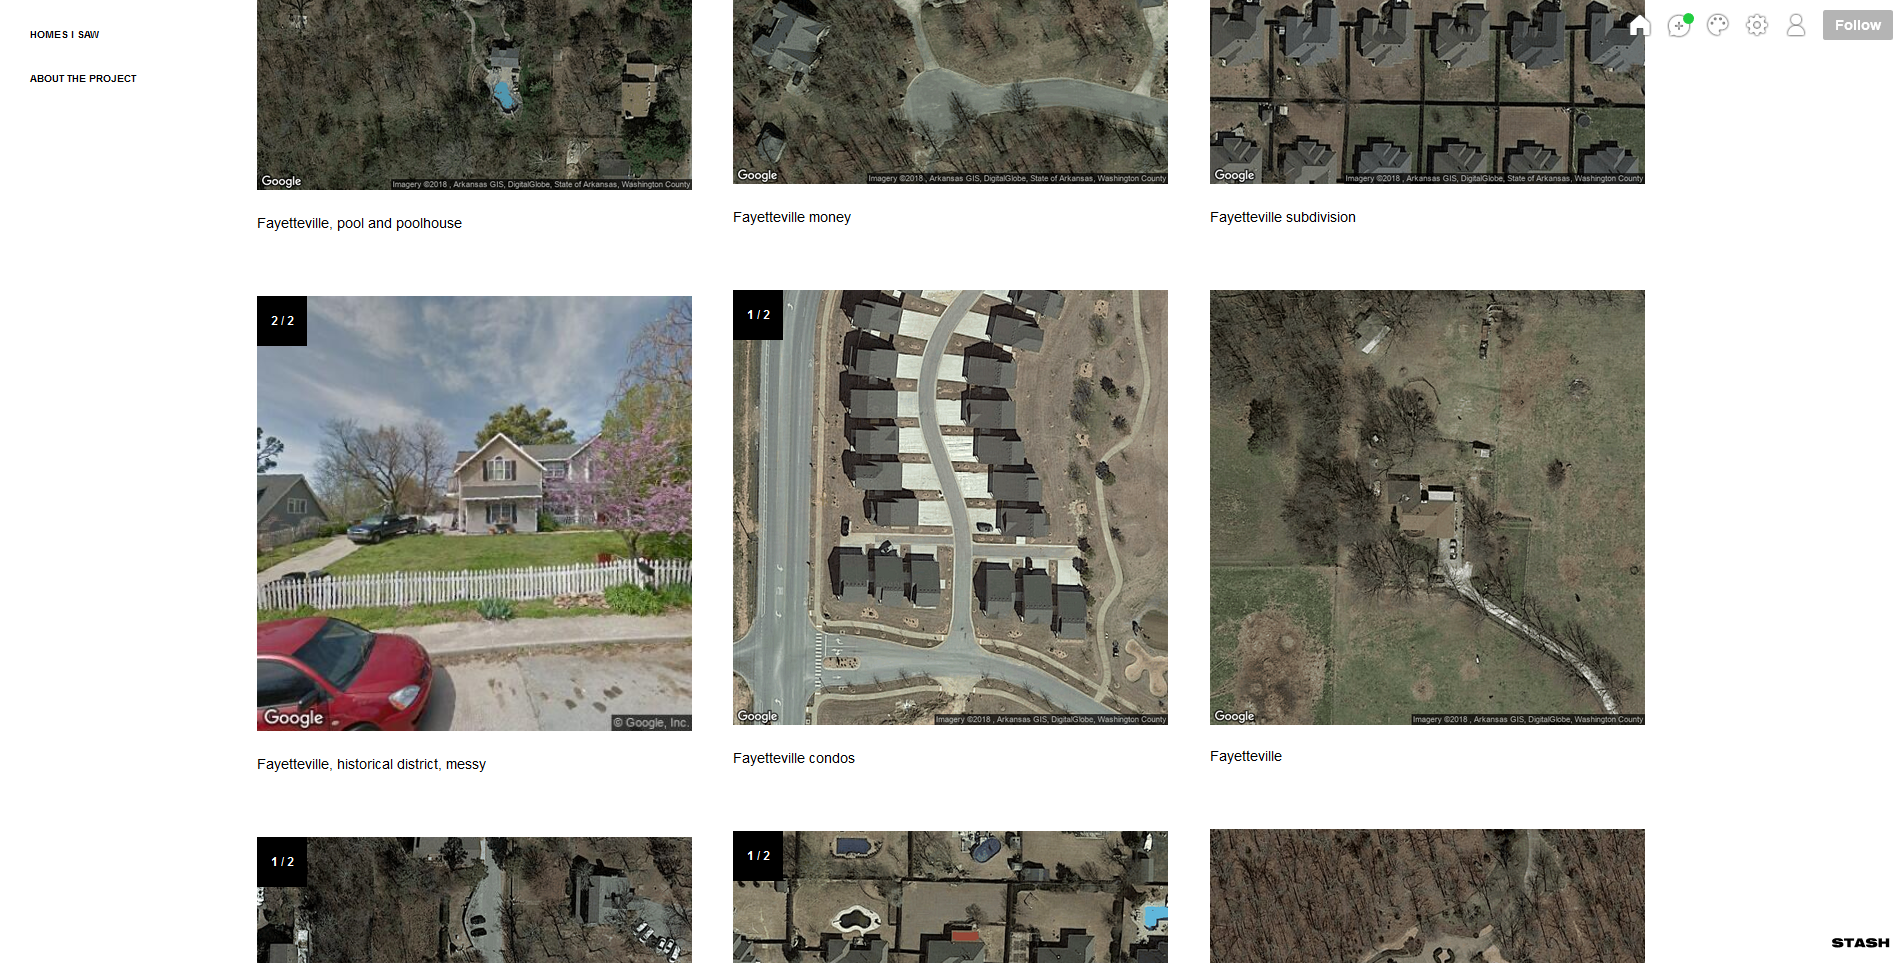 HOMES I SAW
ABOUT THE PROJECT
Follow
Google
Imagery ©2018 , Arkansas GIS, DigitalGlobe, State of Arkansas, Washington County
Fayetteville, pool and poolhouse
Google
Imagery ©2018 , Arkansas GIS, DigitalGlobe, State of Arkansas, Washington County
Fayetteville money
Google
Imagery ©2018 , Arkansas GIS, DigitalGlobe, State of Arkansas, Washington County
Fayetteville subdivision
2 / 2
Google
© Google, Inc.
Fayetteville, historical district, messy
1 / 2
Google
Imagery ©2018 , Arkansas GIS, DigitalGlobe, Washington County
Fayetteville condos
Google
Imagery ©2018 , Arkansas GIS, DigitalGlobe, Washington County
Fayetteville
1 / 2
1 / 2
STASH